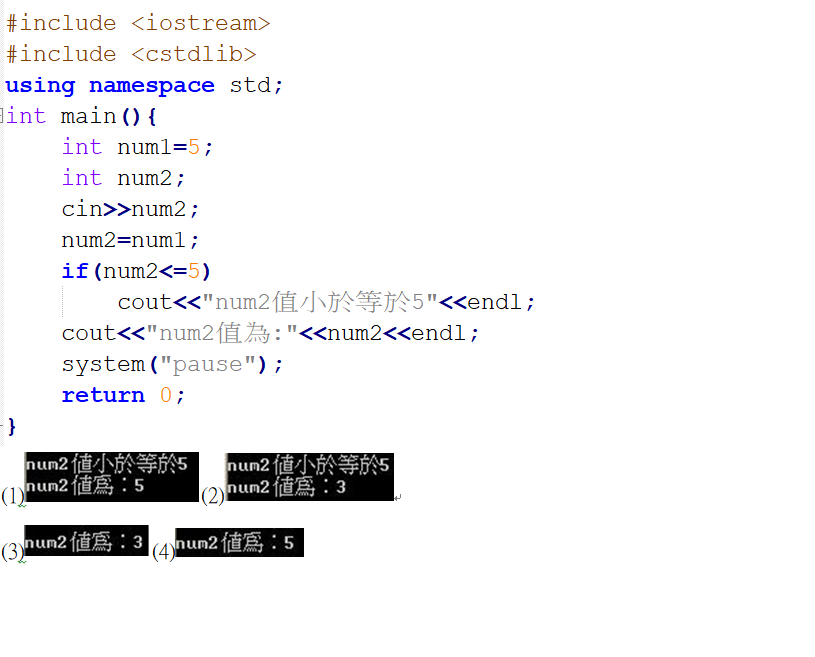 #include <iostream>
#include <cstdlib>
using namespace std;
int main(){
    int num1=5;
    int num2;
    cin>>num2;
    num2=num1;
    if(num2<=5)
        cout<<"num2值小於等於5"<<endl;
    cout<<"num2值為:"<<num2<<endl;
    system("pause");
    return 0;
}
(1) num2值小於等於5
num2值為:5
(2) num2值小於等於5
num2值為:3
(3) num2值為:3 (4) num2值為:5